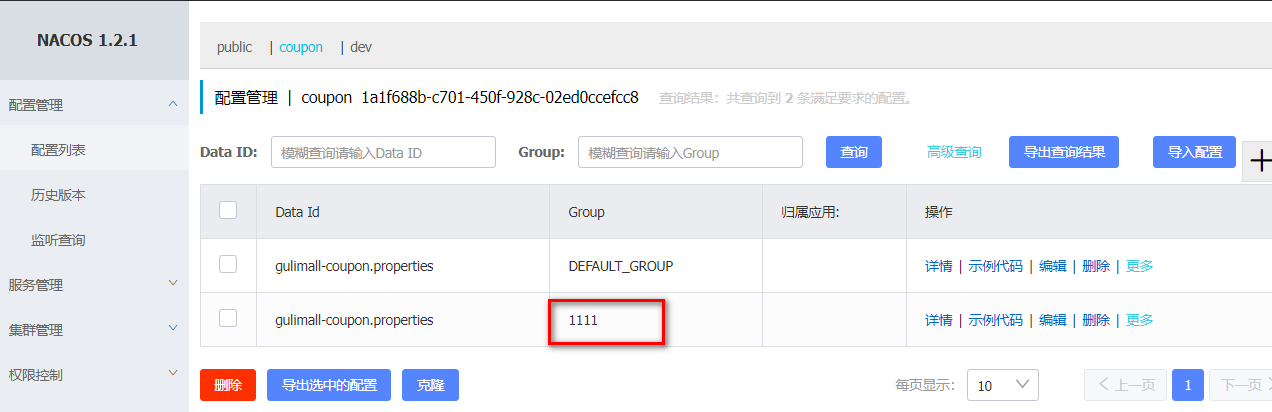 NACOS 1.2.1
配置管理
配置列表
历史版本
监听查询
服务管理
集群管理
权限控制
public | coupon | dev
配置管理 | coupon 1a1f688b-c701-450f-928c-02ed0ccefcc8 查询结果：共查询到 2 条满足要求的配置。
Data ID: 模糊查询请输入Data ID Group: 模糊查询请输入Group 查询 高级查询 导出查询结果 导入配置
Data Id Group 归属应用: 操作
gulimall-coupon.properties DEFAULT_GROUP 详情 | 示例代码 | 编辑 | 删除 | 更多
gulimall-coupon.properties 1111 详情 | 示例代码 | 编辑 | 删除 | 更多
删除 导出选中的配置 克隆 每页显示: 10 上一页 1 下一页